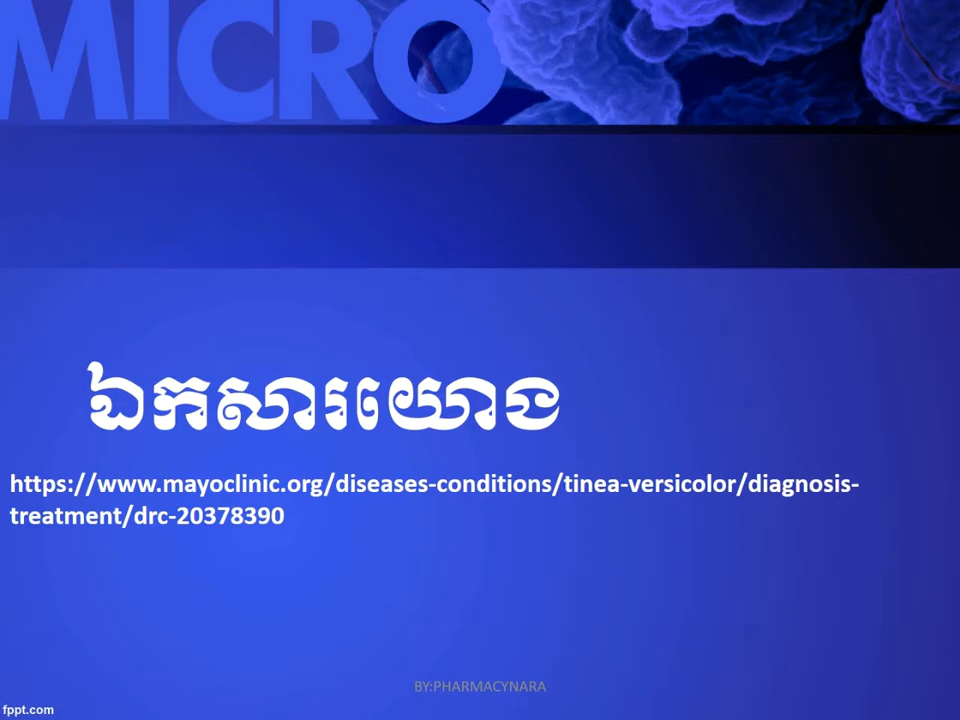 MICRO
ឯកសារយោង
https://www.mayoclinic.org/diseases-conditions/tinea-versicolor/diagnosis-
treatment/drc-20378390
BY:PHARMACYNARA
fppt.com